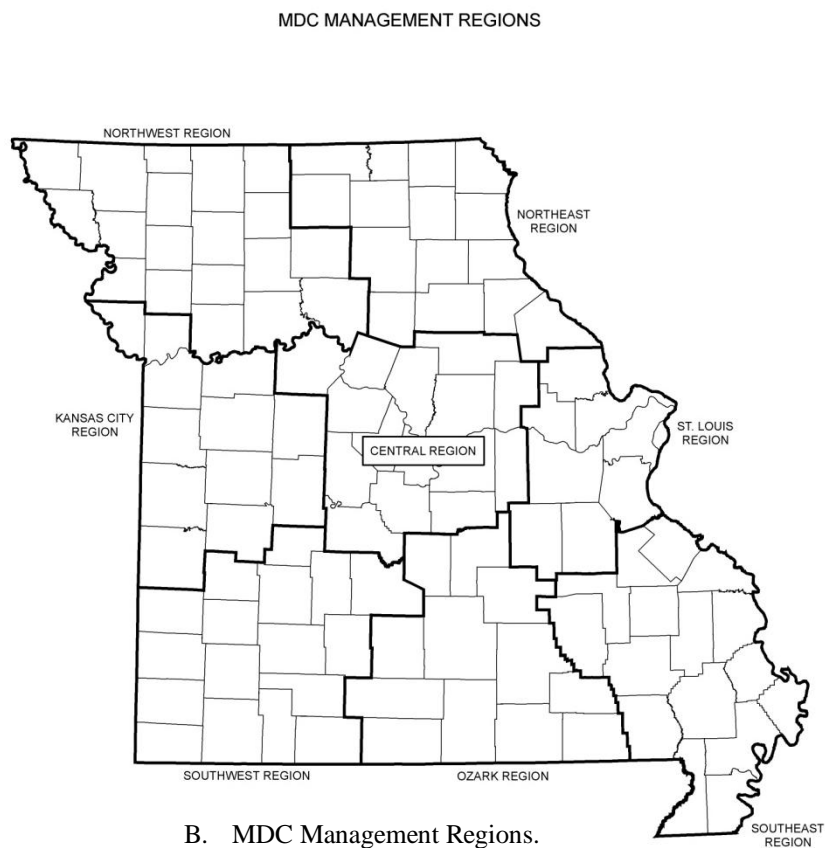 MDC MANAGEMENT REGIONS
NORTHWEST REGION
NORTHEAST
REGION
KANSAS CITY
REGION
ST. LOUIS
REGION
CENTRAL REGION
SOUTHWEST REGION
OZARK REGION
SOUTHEAST
REGION
B. MDC Management Regions.